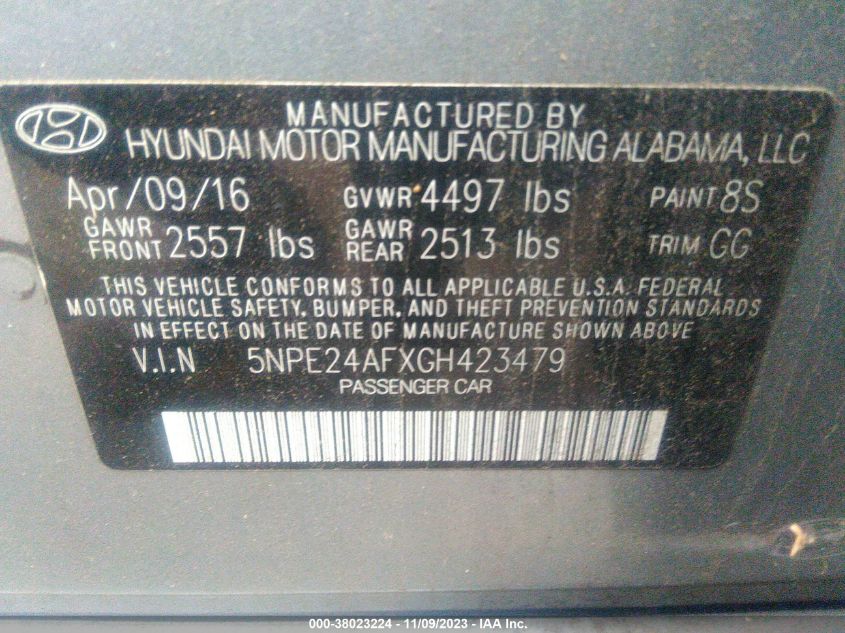 MANUFACTURED BY
HYUNDAI MOTOR MANUFACTURING ALABAMA, LLC
Apr/09/16 GVWR 4497 lbs PAINT 8S
GAWR FRONT 2557 lbs GAWR REAR 2513 lbs TRIM GG
THIS VEHICLE CONFORMS TO ALL APPLICABLE U.S.A. FEDERAL
MOTOR VEHICLE SAFETY, BUMPER, AND THEFT PREVENTION STANDARDS
IN EFFECT ON THE DATE OF MANUFACTURE SHOWN ABOVE.
V.I.N 5NPE24AFXGH423479
PASSENGER CAR
000-38023224 - 11/09/2023 - IAA Inc.